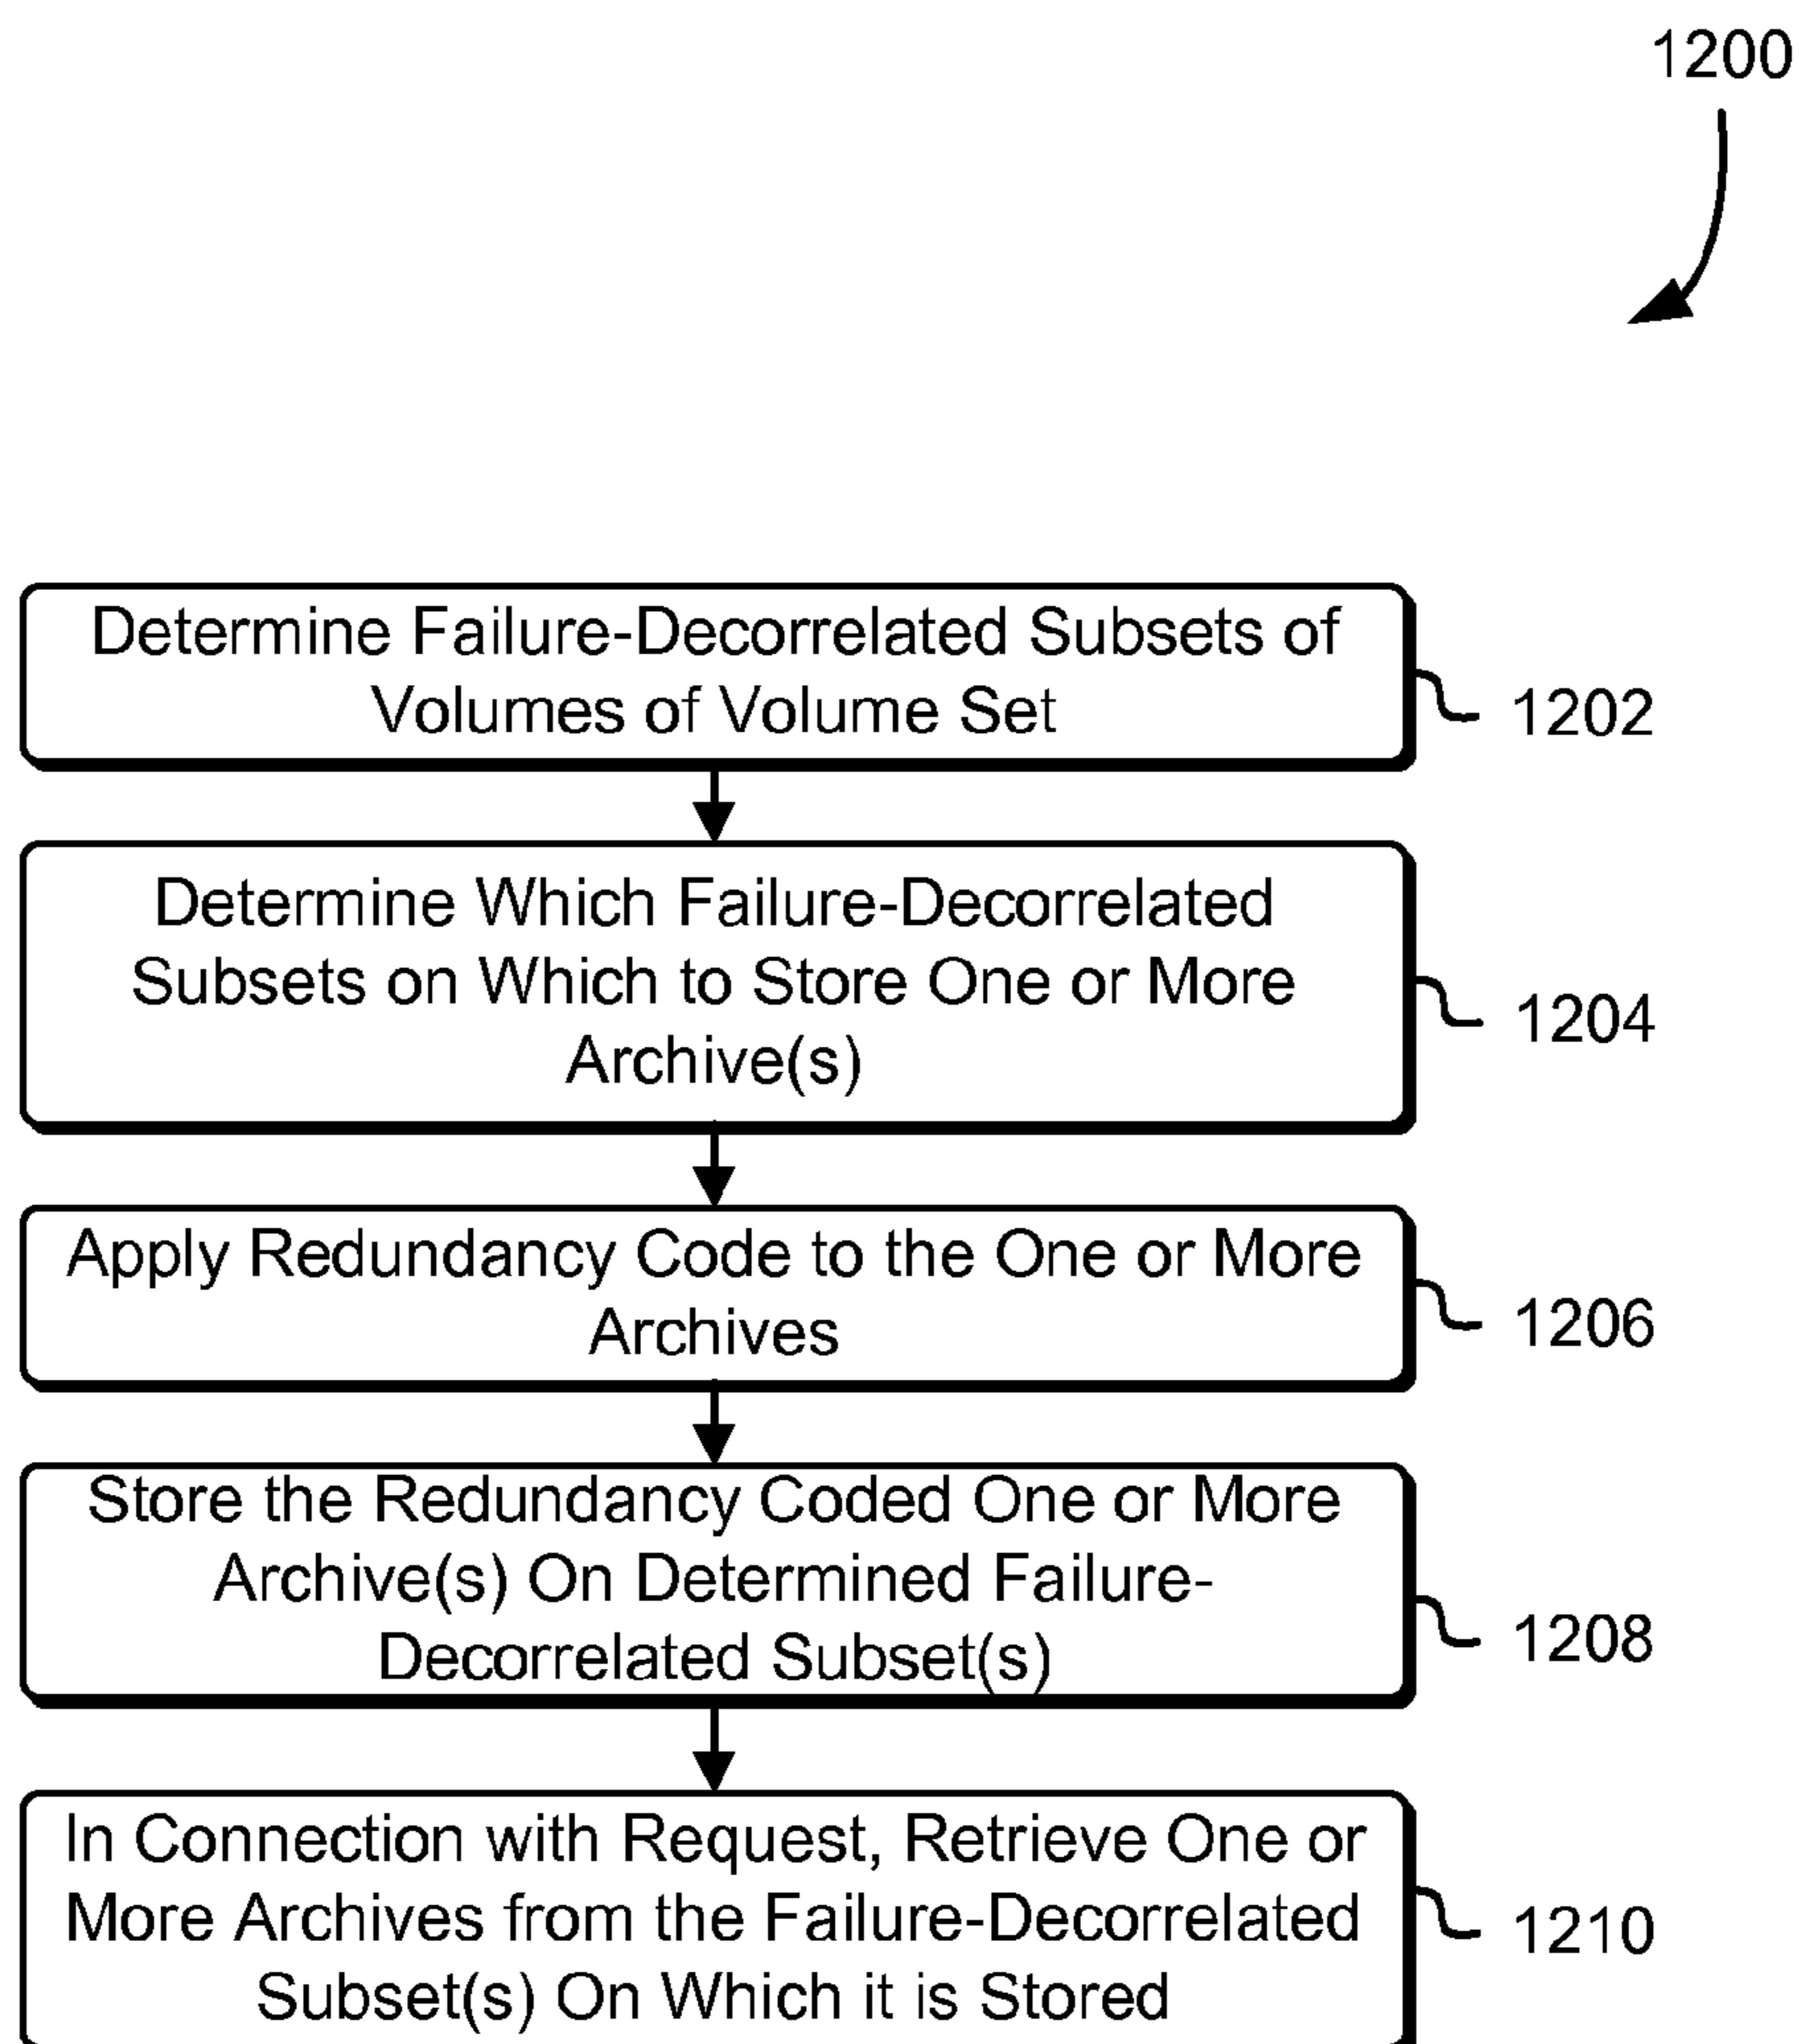 1200
Determine Failure-Decorrelated Subsets of
Volumes of Volume Set
1202
Determine Which Failure-Decorrelated
Subsets on Which to Store One or More
Archive(s)
1204
Apply Redundancy Code to the One or More
Archives
1206
Store the Redundancy Coded One or More
Archive(s) On Determined Failure-
Decorrelated Subset(s)
1208
In Connection with Request, Retrieve One or
More Archives from the Failure-Decorrelated
Subset(s) On Which it is Stored
1210